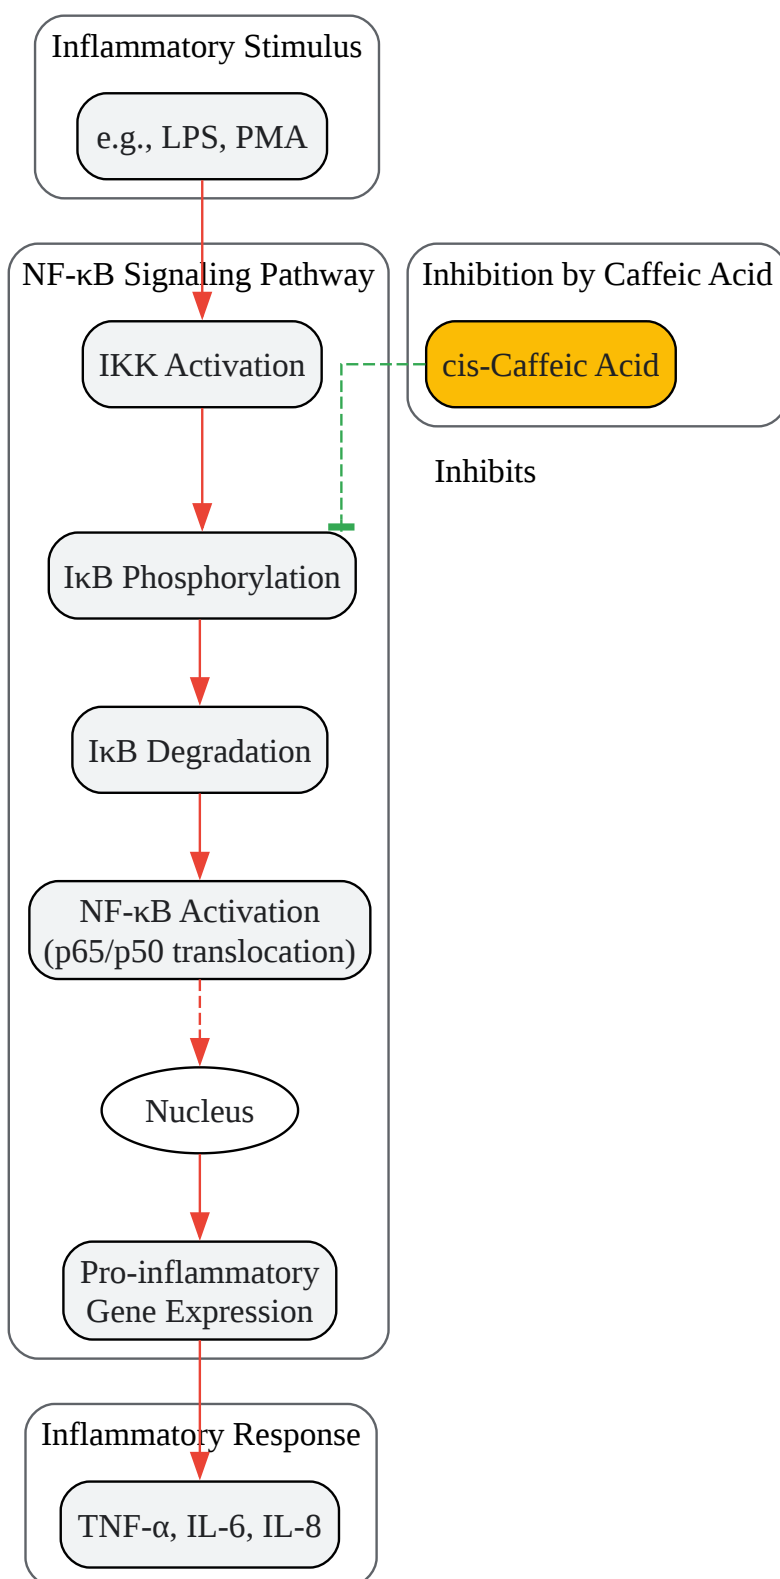 Inflammatory Stimulus
e.g., LPS, PMA
NF-κB Signaling Pathway
Inhibition by Caffeic Acid
IKK Activation
cis-Caffeic Acid
Inhibits
IκB Phosphorylation
IκB Degradation
NF-κB Activation
(p65/p50 translocation)
Nucleus
Pro-inflammatory
Gene Expression
Inflammatory Response
TNF-α, IL-6, IL-8